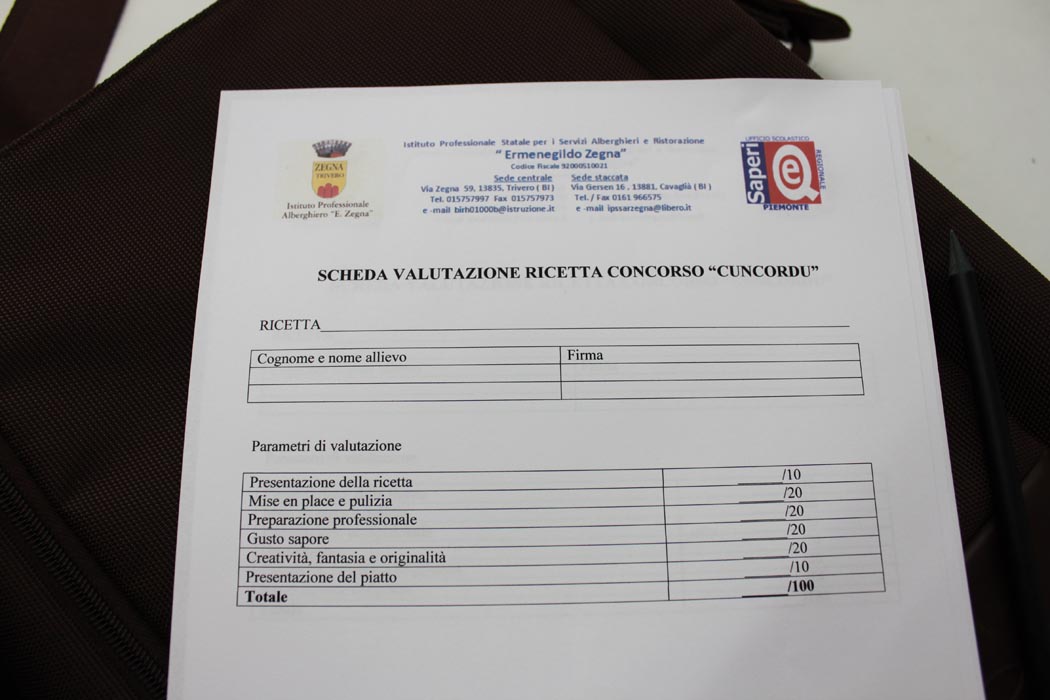 ZEGNA
TRIVERO
Istituto Professionale
Alberghiero "E. Zegna"
Istituto Professionale Statale per i Servizi Alberghieri e Ristorazione
" Ermenegildo Zegna"
Codice Fiscale 92000510021
Sede centrale Sede staccata
Via Zegna 59, 13835, Trivero ( BI ) Via Gersen 16 , 13881, Cavaglià ( BI )
Tel. 015757997 Fax 015757973 Tel. / Fax 0161 966575
e -mail birh01000b@istruzione.it e -mail ipssarzegna@libero.it
UFFICIO SCOLASTICO
REGIONALE
Saperi
e
PIEMONTE
SCHEDA VALUTAZIONE RICETTA CONCORSO “CUNCORDU”
RICETTA
Cognome e nome allievo Firma
Parametri di valutazione
Presentazione della ricetta /10
Mise en place e pulizia /20
Preparazione professionale /20
Gusto sapore /20
Creatività, fantasia e originalità /20
Presentazione del piatto /10
Totale /100